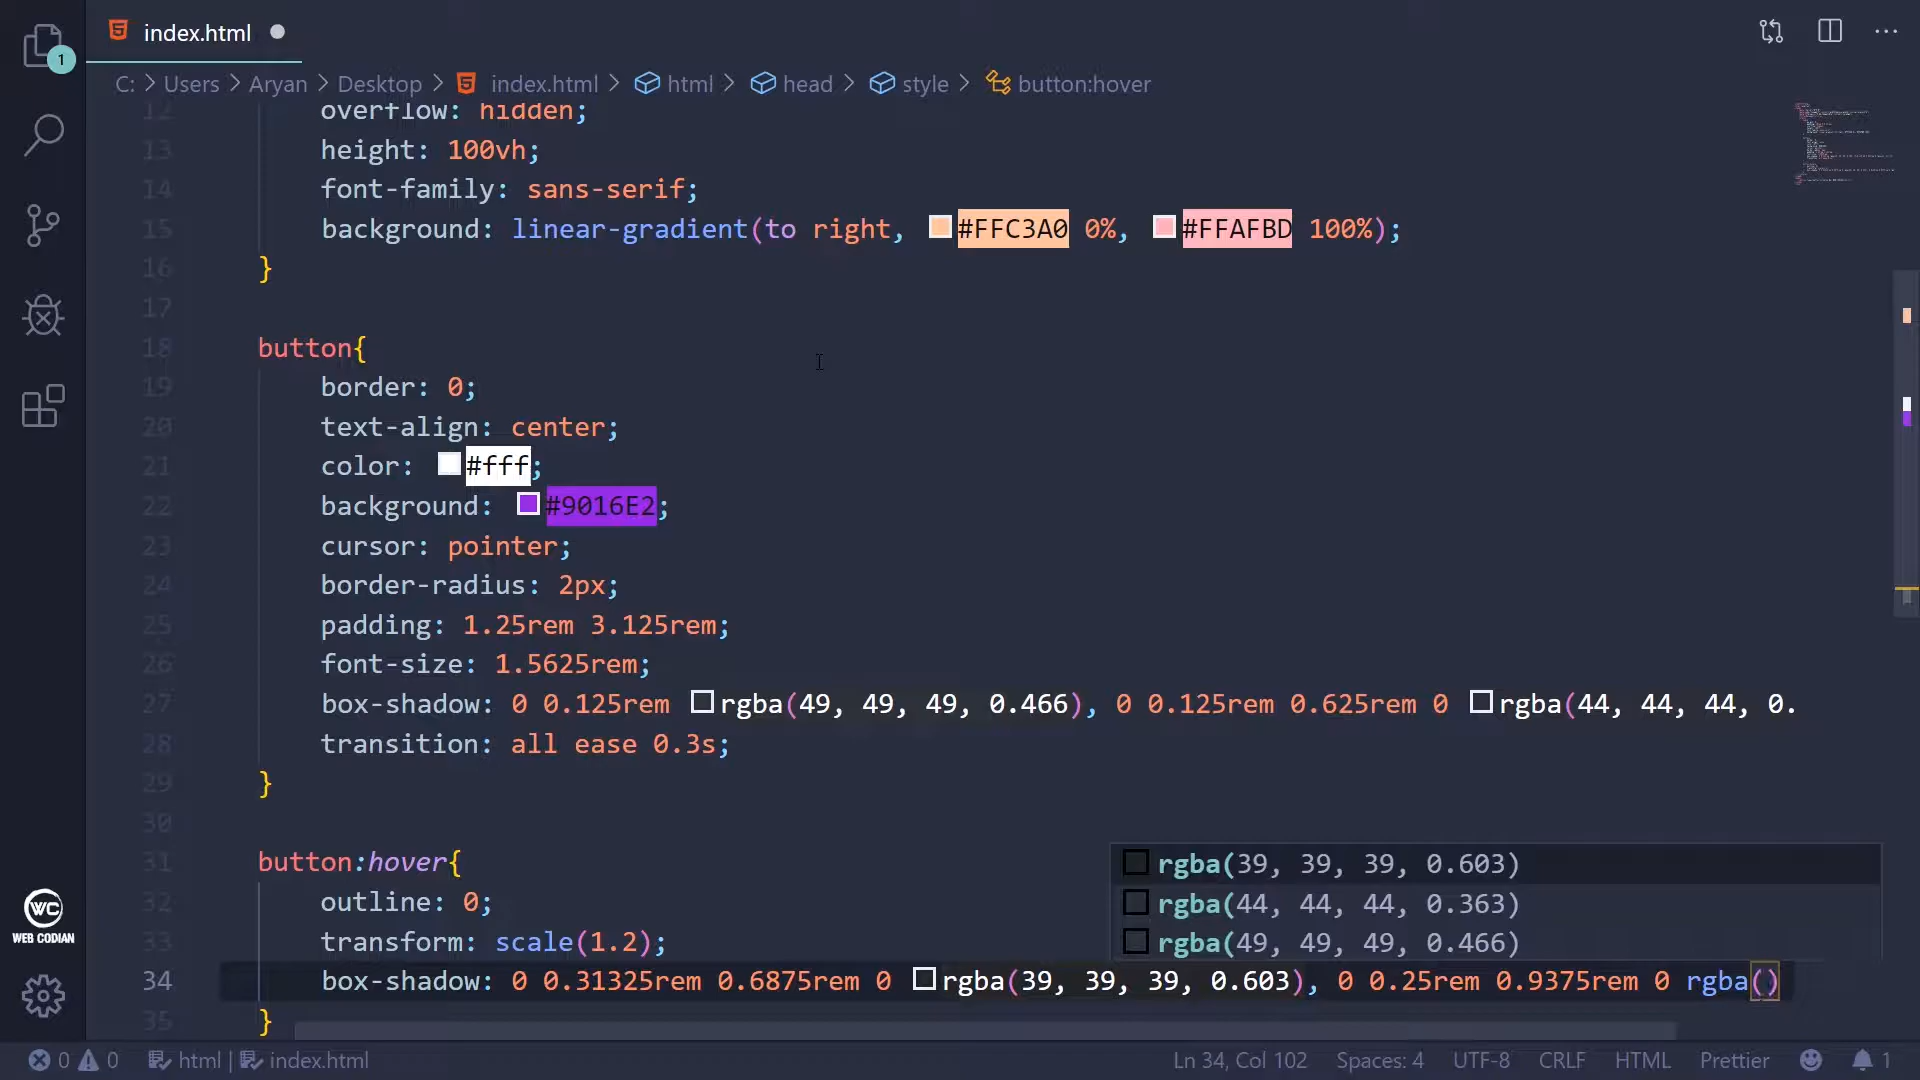 index.html
1
C: > Users > Aryan > Desktop > index.html > html > head > style > button:hover
12 overflow: hidden;
13 height: 100vh;
14 font-family: sans-serif;
15 background: linear-gradient(to right, #FFC3A0 0%, #FFAFBD 100%);
16 }
17
18 button{
19 border: 0;
20 text-align: center;
21 color: #fff;
22 background: #9016E2;
23 cursor: pointer;
24 border-radius: 2px;
25 padding: 1.25rem 3.125rem;
26 font-size: 1.5625rem;
27 box-shadow: 0 0.125rem rgba(49, 49, 49, 0.466), 0 0.125rem 0.625rem 0 rgba(44, 44, 44, 0.
28 transition: all ease 0.3s;
29 }
30
31 button:hover{
rgba(39, 39, 39, 0.603)
32 outline: 0;
rgba(44, 44, 44, 0.363)
33 transform: scale(1.2);
rgba(49, 49, 49, 0.466)
34 box-shadow: 0 0.31325rem 0.6875rem 0 rgba(39, 39, 39, 0.603), 0 0.25rem 0.9375rem 0 rgba()
35 }
WC
WEB CODIAN
0 0 html | index.html Ln 34, Col 102 Spaces: 4 UTF-8 CRLF HTML Prettier 1